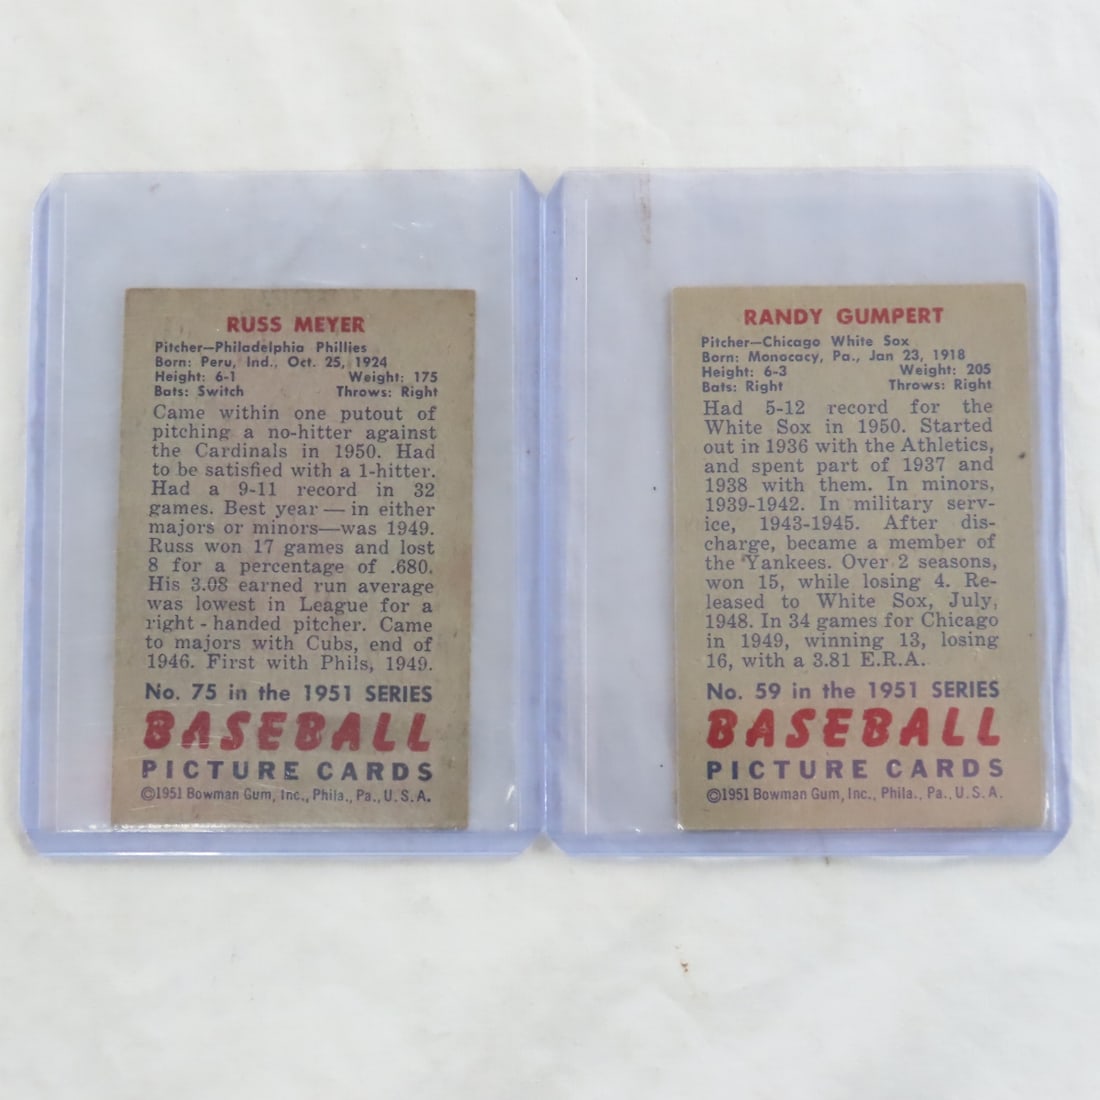 RUSS MEYER
Pitcher—Philadelphia Phillies
Born: Peru, Ind., Oct. 25, 1924
Height: 6-1 Weight: 175
Bats: Switch Throws: Right
Came within one putout of
pitching a no-hitter against
the Cardinals in 1950. Had
to be satisfied with a 1-hitter.
Had a 9-11 record in 32
games. Best year — in either
majors or minors—was 1949.
Russ won 17 games and lost
8 for a percentage of .680.
His 3.08 earned run average
was lowest in League for a
right - handed pitcher. Came
to majors with Cubs, end of
1946. First with Phils, 1949.
No. 75 in the 1951 SERIES
BASEBALL
PICTURE CARDS
©1951 Bowman Gum, Inc., Phila., Pa., U.S.A.
RANDY GUMPERT
Pitcher—Chicago White Sox
Born: Monocacy, Pa., Jan 23, 1918
Height: 6-3 Weight: 205
Bats: Right Throws: Right
Had 5-12 record for the
White Sox in 1950. Started
out in 1936 with the Athletics,
and spent part of 1937 and
1938 with them. In minors,
1939-1942. In military serv-
ice, 1943-1945. After dis-
charge, became a member of
the Yankees. Over 2 seasons,
won 15, while losing 4. Re-
leased to White Sox, July,
1948. In 34 games for Chicago
in 1949, winning 13, losing
16, with a 3.81 E.R.A.
No. 59 in the 1951 SERIES
BASEBALL
PICTURE CARDS
©1951 Bowman Gum, Inc., Phila., Pa., U.S.A.